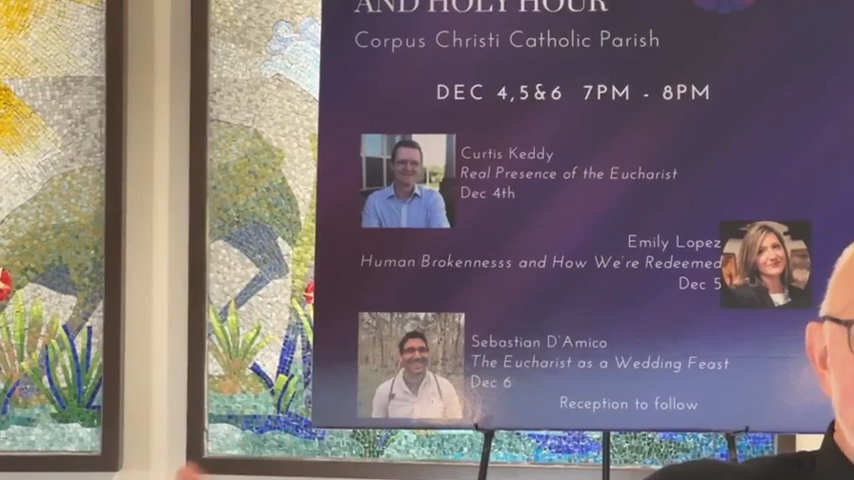 AND HOLY HOUR
Corpus Christi Catholic Parish
DEC 4,5&6 7PM - 8PM
Curtis Keddy
Real Presence of the Eucharist
Dec 4th
Emily Lopez
Human Brokennesss and How We're Redeemed
Dec 5
Sebastian D'Amico
The Eucharist as a Wedding Feast
Dec 6
Reception to follow